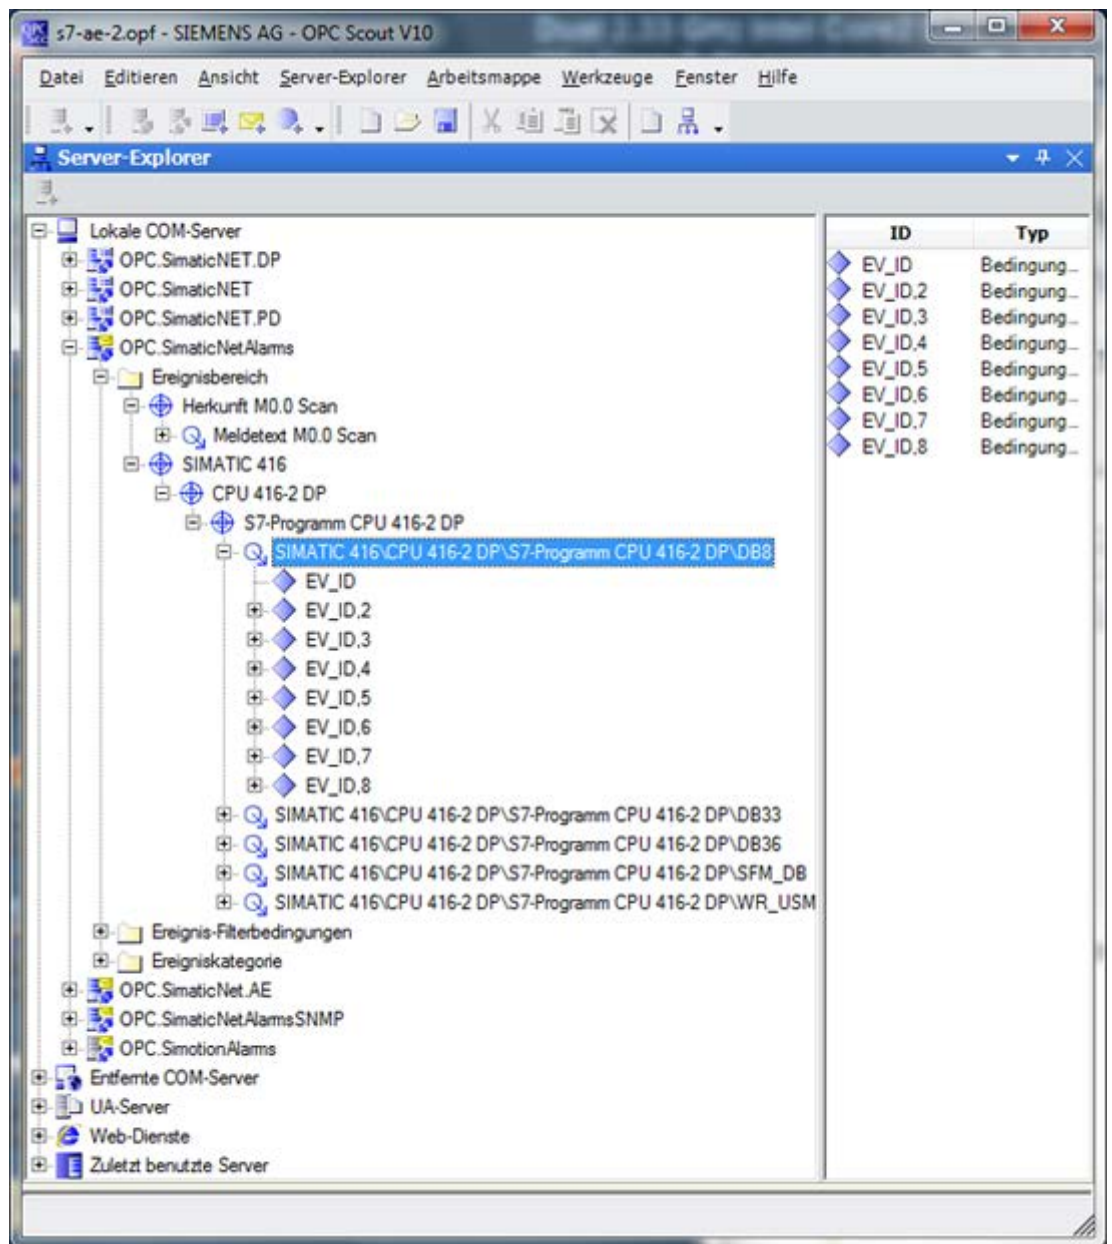 s7-ae-2.opf - SIEMENS AG - OPC Scout V10
Datei Editieren Ansicht Server-Explorer Arbeitsmappe Werkzeuge Fenster Hilfe
Server-Explorer
Lokale COM-Server
OPC.SimaticNET.DP
OPC.SimaticNET
OPC.SimaticNET.PD
OPC.SimaticNetAlarms
Ereignisbereich
Herkunft M0.0 Scan
Meldetext M0.0 Scan
SIMATIC 416
CPU 416-2 DP
S7-Programm CPU 416-2 DP
SIMATIC 416\CPU 416-2 DP\S7-Programm CPU 416-2 DP\DB8
EV_ID
EV_ID,2
EV_ID,3
EV_ID,4
EV_ID,5
EV_ID,6
EV_ID,7
EV_ID,8
SIMATIC 416\CPU 416-2 DP\S7-Programm CPU 416-2 DP\DB33
SIMATIC 416\CPU 416-2 DP\S7-Programm CPU 416-2 DP\DB36
SIMATIC 416\CPU 416-2 DP\S7-Programm CPU 416-2 DP\SFM_DB
SIMATIC 416\CPU 416-2 DP\S7-Programm CPU 416-2 DP\WR_USM
Ereignis-Filterbedingungen
Ereigniskategorie
OPC.SimaticNet.AE
OPC.SimaticNetAlarmsSNMP
OPC.SimotionAlarms
Entfernte COM-Server
UA-Server
Web-Dienste
Zuletzt benutzte Server
ID Typ
EV_ID Bedingung...
EV_ID,2 Bedingung...
EV_ID,3 Bedingung...
EV_ID,4 Bedingung...
EV_ID,5 Bedingung...
EV_ID,6 Bedingung...
EV_ID,7 Bedingung...
EV_ID,8 Bedingung...